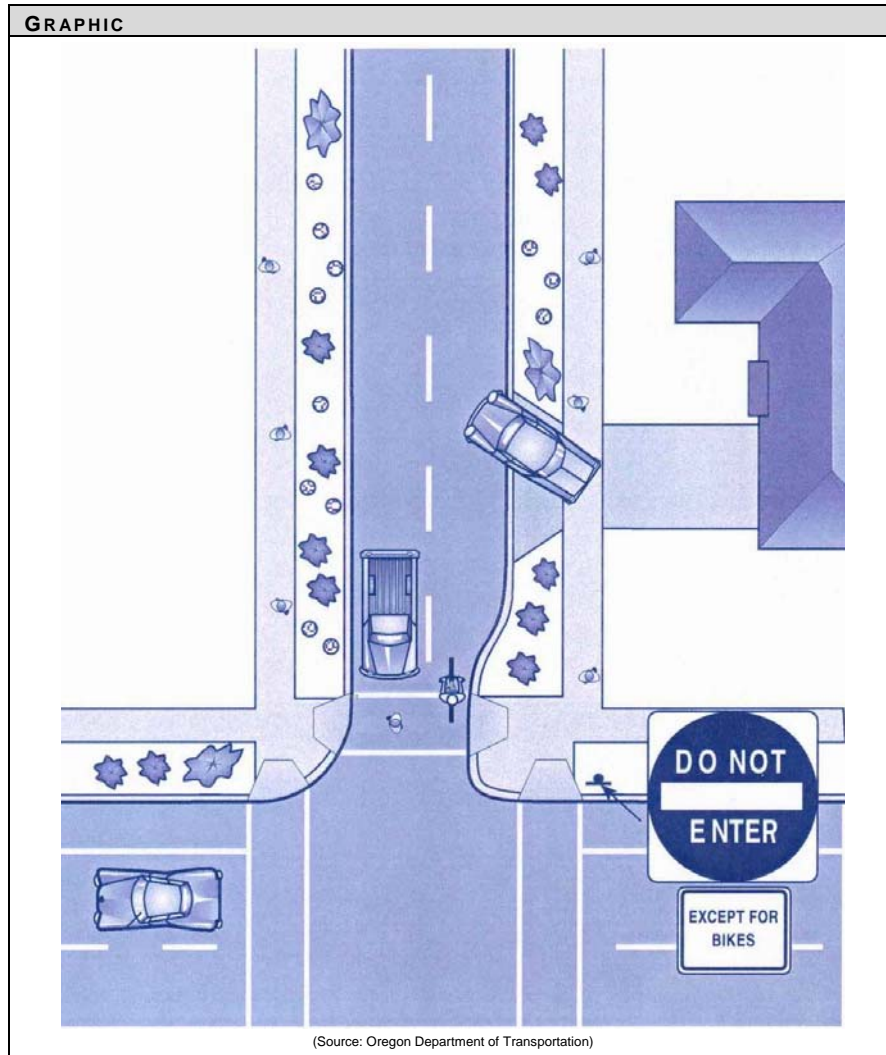 GRAPHIC
DO NOT
ENTER
EXCEPT FOR
BIKES
(Source: Oregon Department of Transportation)